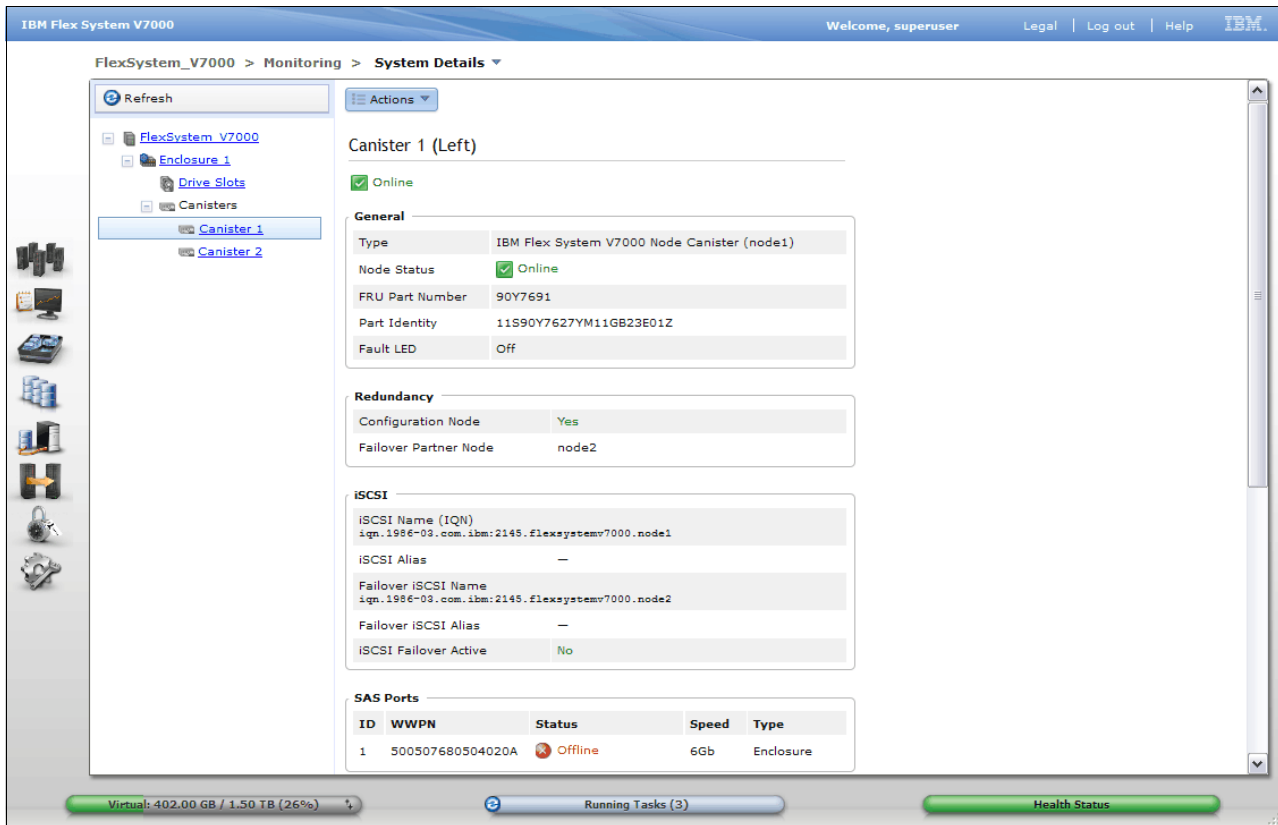 IBM Flex System V7000
Welcome, superuser
Legal | Log out | Help
IBM.
FlexSystem_V7000 > Monitoring > System Details
Refresh
Actions
FlexSystem_V7000
Enclosure 1
Drive Slots
Canisters
Canister 1
Canister 2
Canister 1 (Left)
Online
General
Type IBM Flex System V7000 Node Canister (node1)
Node Status Online
FRU Part Number 90Y7691
Part Identity 11S90Y7627YM11GB23E01Z
Fault LED Off
Redundancy
Configuration Node Yes
Failover Partner Node node2
iSCSI
iSCSI Name (IQN)
iqn.1986-03.com.ibm:2145.flexsystemv7000.node1
iSCSI Alias —
Failover iSCSI Name
iqn.1986-03.com.ibm:2145.flexsystemv7000.node2
Failover iSCSI Alias —
iSCSI Failover Active No
SAS Ports
ID WWPN Status Speed Type
1 500507680504020A Offline 6Gb Enclosure
Virtual: 402.00 GB / 1.50 TB (26%)
Running Tasks (3)
Health Status